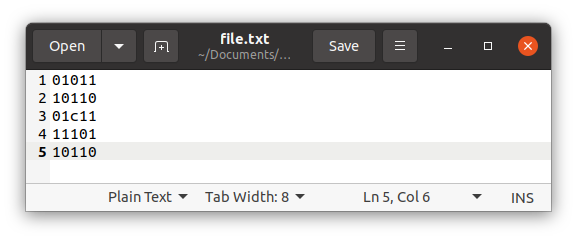 Open
file.txt
~/Documents/...
Save
1 01011
2 10110
3 01c11
4 11101
5 10110
Plain Text Tab Width: 8 Ln 5, Col 6 INS